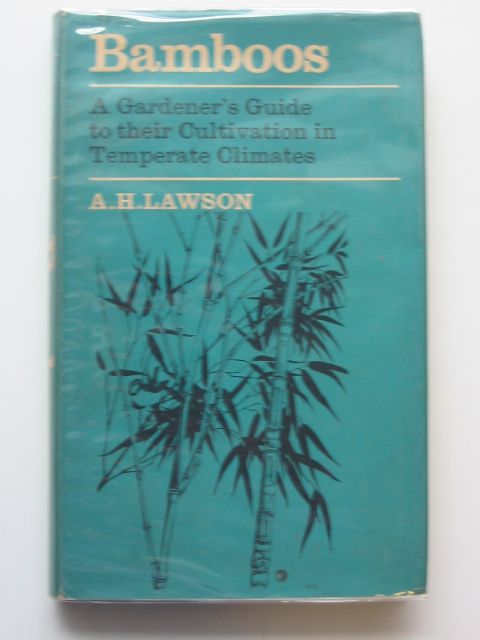 Bamboos
A Gardener's Guide
to their Cultivation in
Temperate Climates
A.H.LAWSON